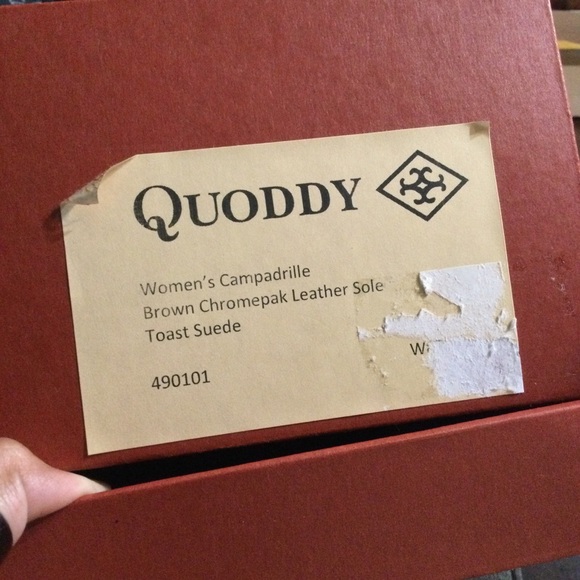 QUODDY
Women's Campadrille
Brown Chromepak Leather Sole
Toast Suede
490101